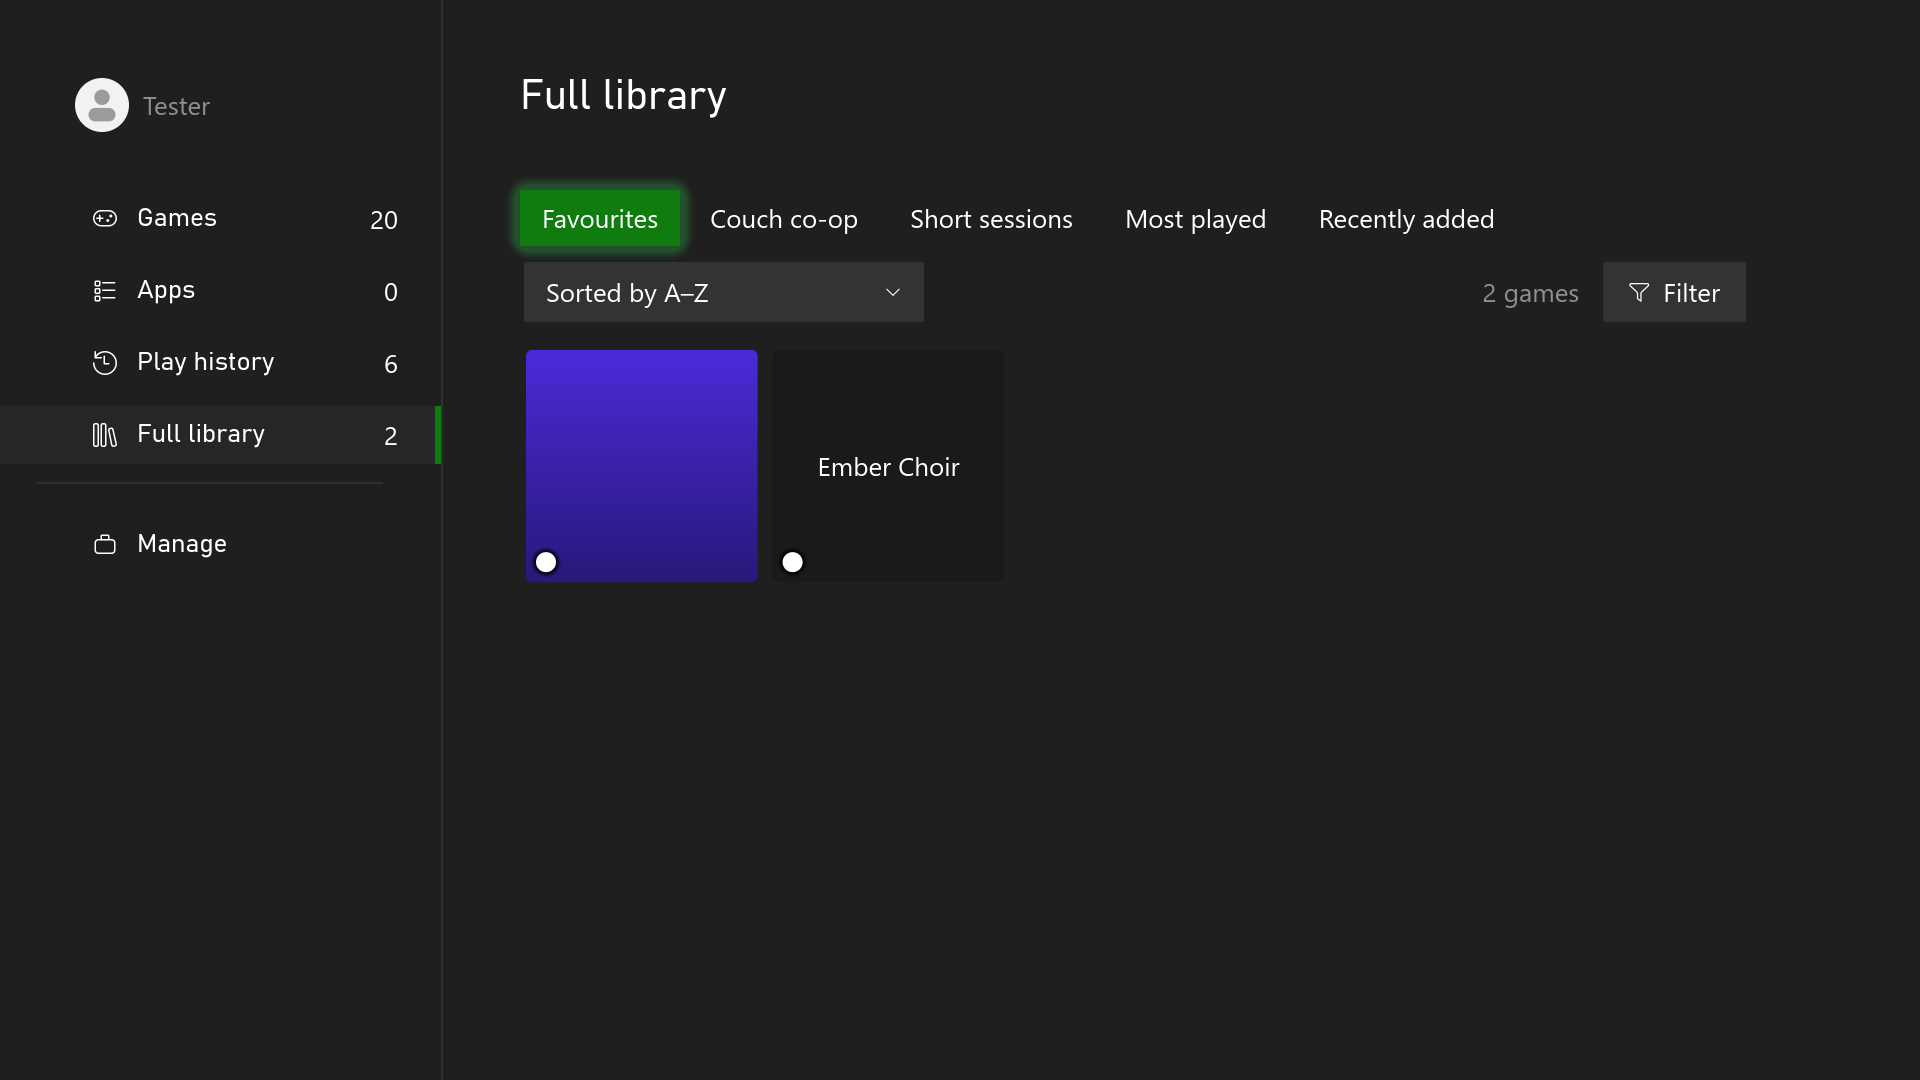 Tester
Games 20
Apps 0
Play history 6
Full library 2
Manage
Full library
Favourites Couch co-op Short sessions Most played Recently added
Sorted by A–Z 2 games Filter
Ember Choir